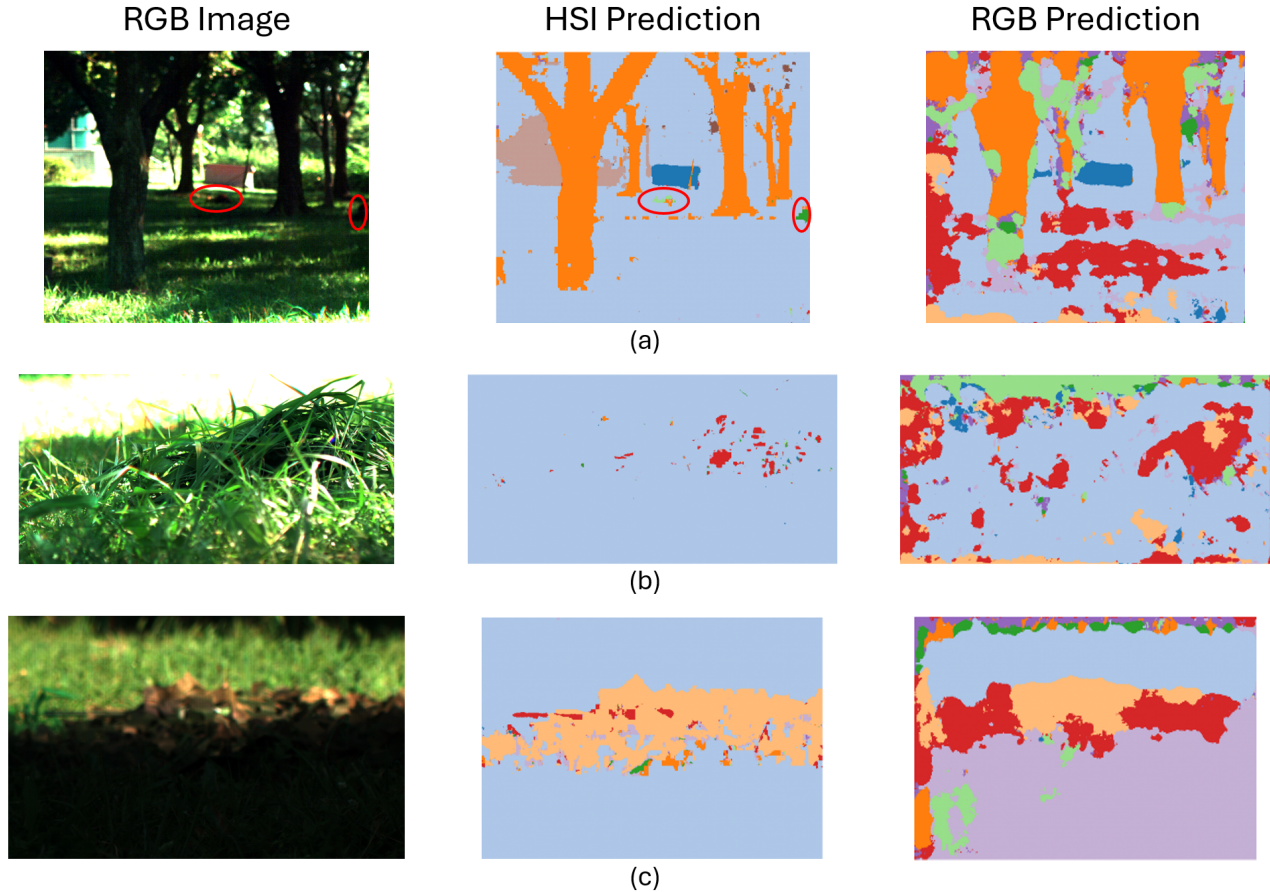 RGB Image
HSI Prediction
RGB Prediction
(a)
(b)
(c)